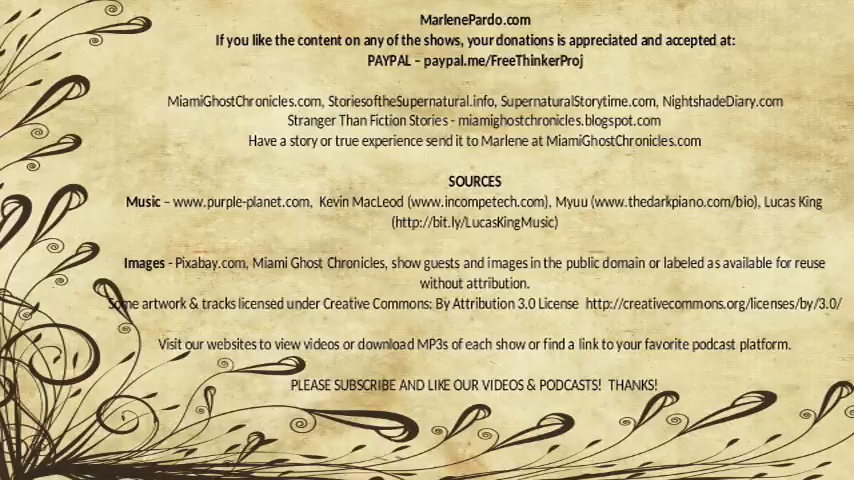 MarlenePardo.com
If you like the content on any of the shows, your donations is appreciated and accepted at:
PAYPAL – paypal.me/FreeThinkerProj
MiamiGhostChronicles.com, StoriesoftheSupernatural.info, SupernaturalStorytime.com, NightshadeDiary.com
Stranger Than Fiction Stories - miamighostchronicles.blogspot.com
Have a story or true experience send it to Marlene at MiamiGhostChronicles.com
SOURCES
Music – www.purple-planet.com, Kevin MacLeod (www.incompetech.com), Myuu (www.thedarkpiano.com/bio), Lucas King
(http://bit.ly/LucasKingMusic)
Images - Pixabay.com, Miami Ghost Chronicles, show guests and images in the public domain or labeled as available for reuse
without attribution.
Some artwork & tracks licensed under Creative Commons: By Attribution 3.0 License http://creativecommons.org/licenses/by/3.0/
Visit our websites to view videos or download MP3s of each show or find a link to your favorite podcast platform.
PLEASE SUBSCRIBE AND LIKE OUR VIDEOS & PODCASTS! THANKS!